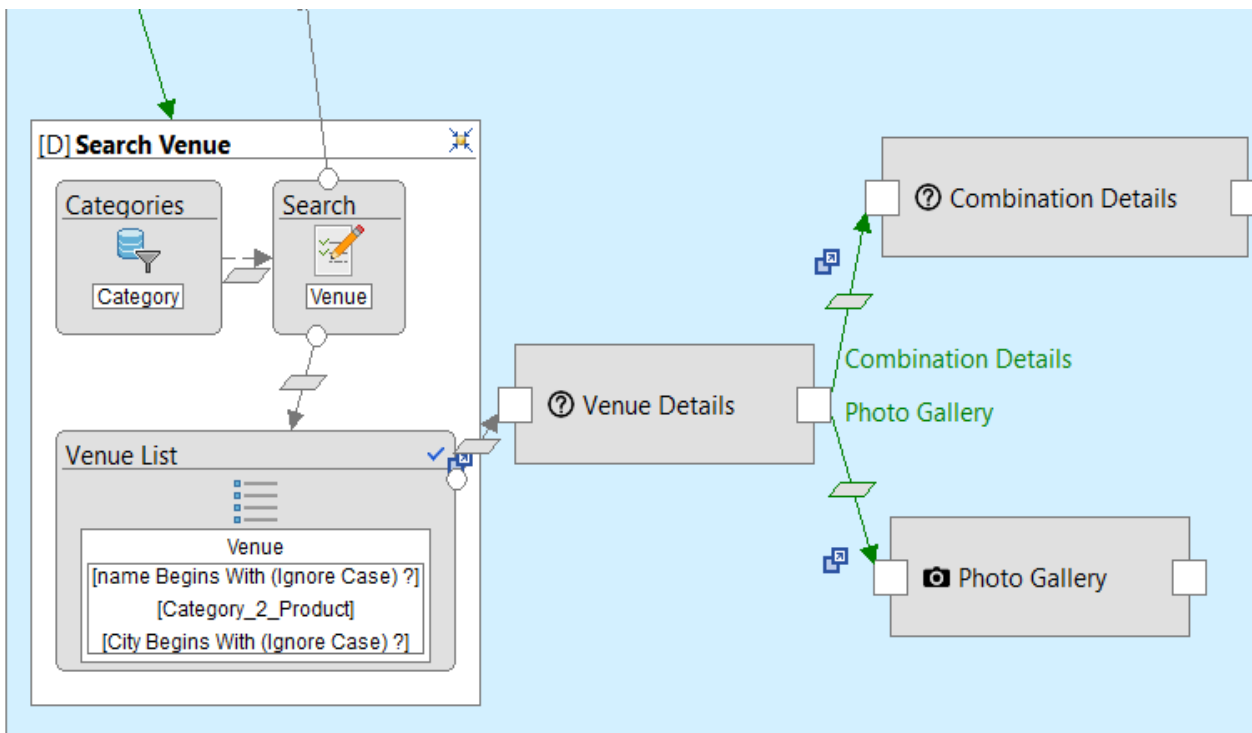 [D] Search Venue
Categories
Category
Search
Venue
Venue List
Venue
[name Begins With (Ignore Case) ?]
[Category_2_Product]
[City Begins With (Ignore Case) ?]
Venue Details
Combination Details
Combination Details
Photo Gallery
Photo Gallery